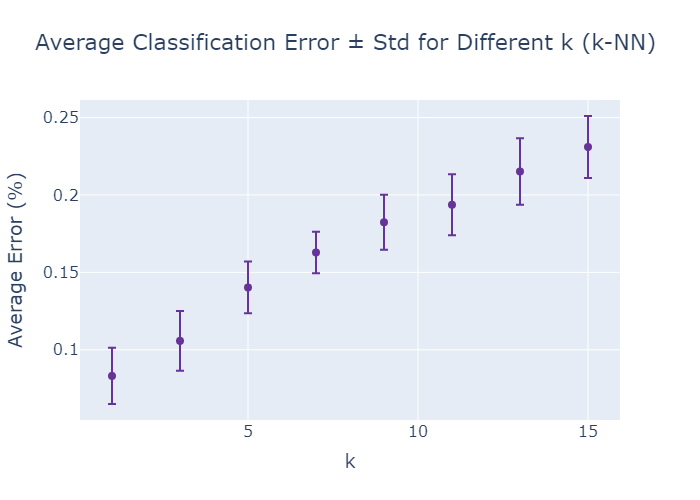 Average Classification Error ± Std for Different k (k-NN)
Average Error (%)
0.25
0.2
0.15
0.1
5
10
15
k